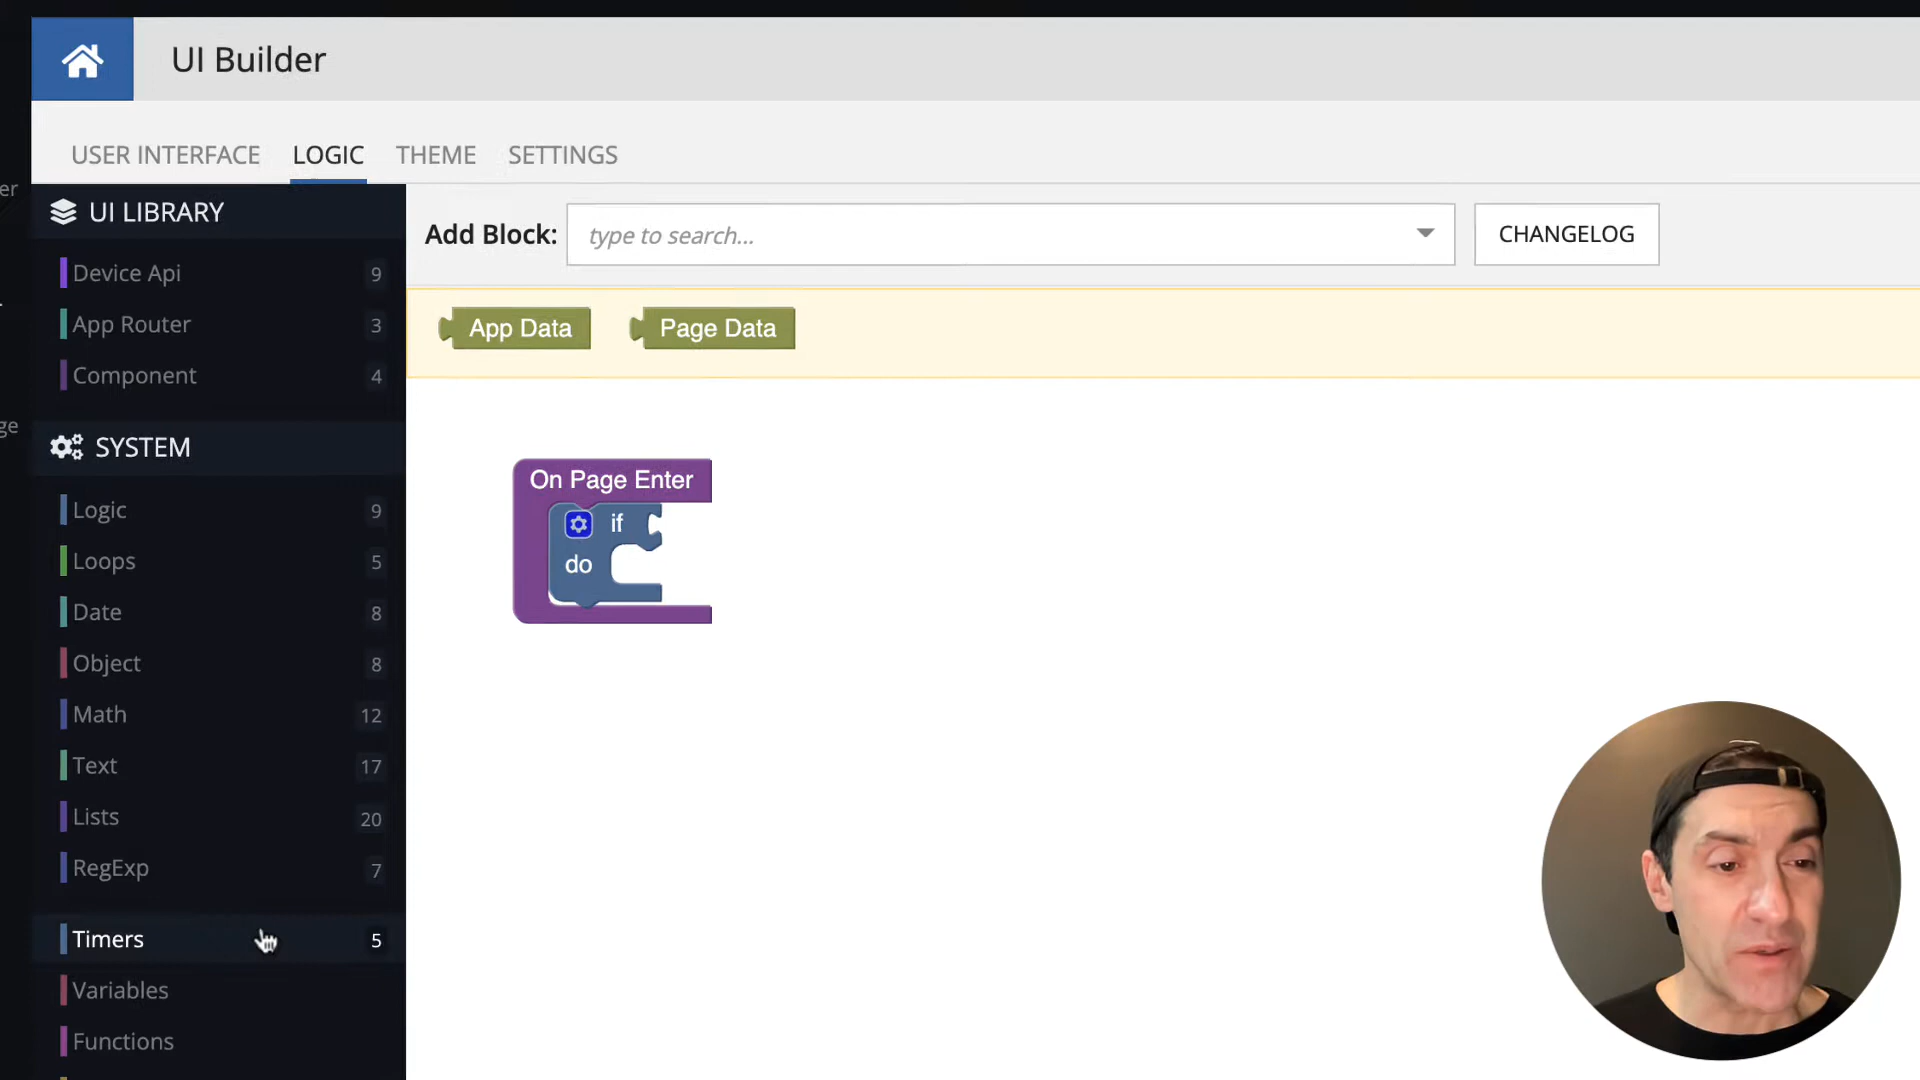 UI Builder
USER INTERFACE LOGIC THEME SETTINGS
UI LIBRARY
Device Api 9
App Router 3
Component 4
SYSTEM
Logic 9
Loops 5
Date 8
Object 8
Math 12
Text 17
Lists 20
RegExp 7
Timers 5
Variables
Functions
Add Block: type to search... CHANGELOG
App Data Page Data
On Page Enter
if
do
er
ge